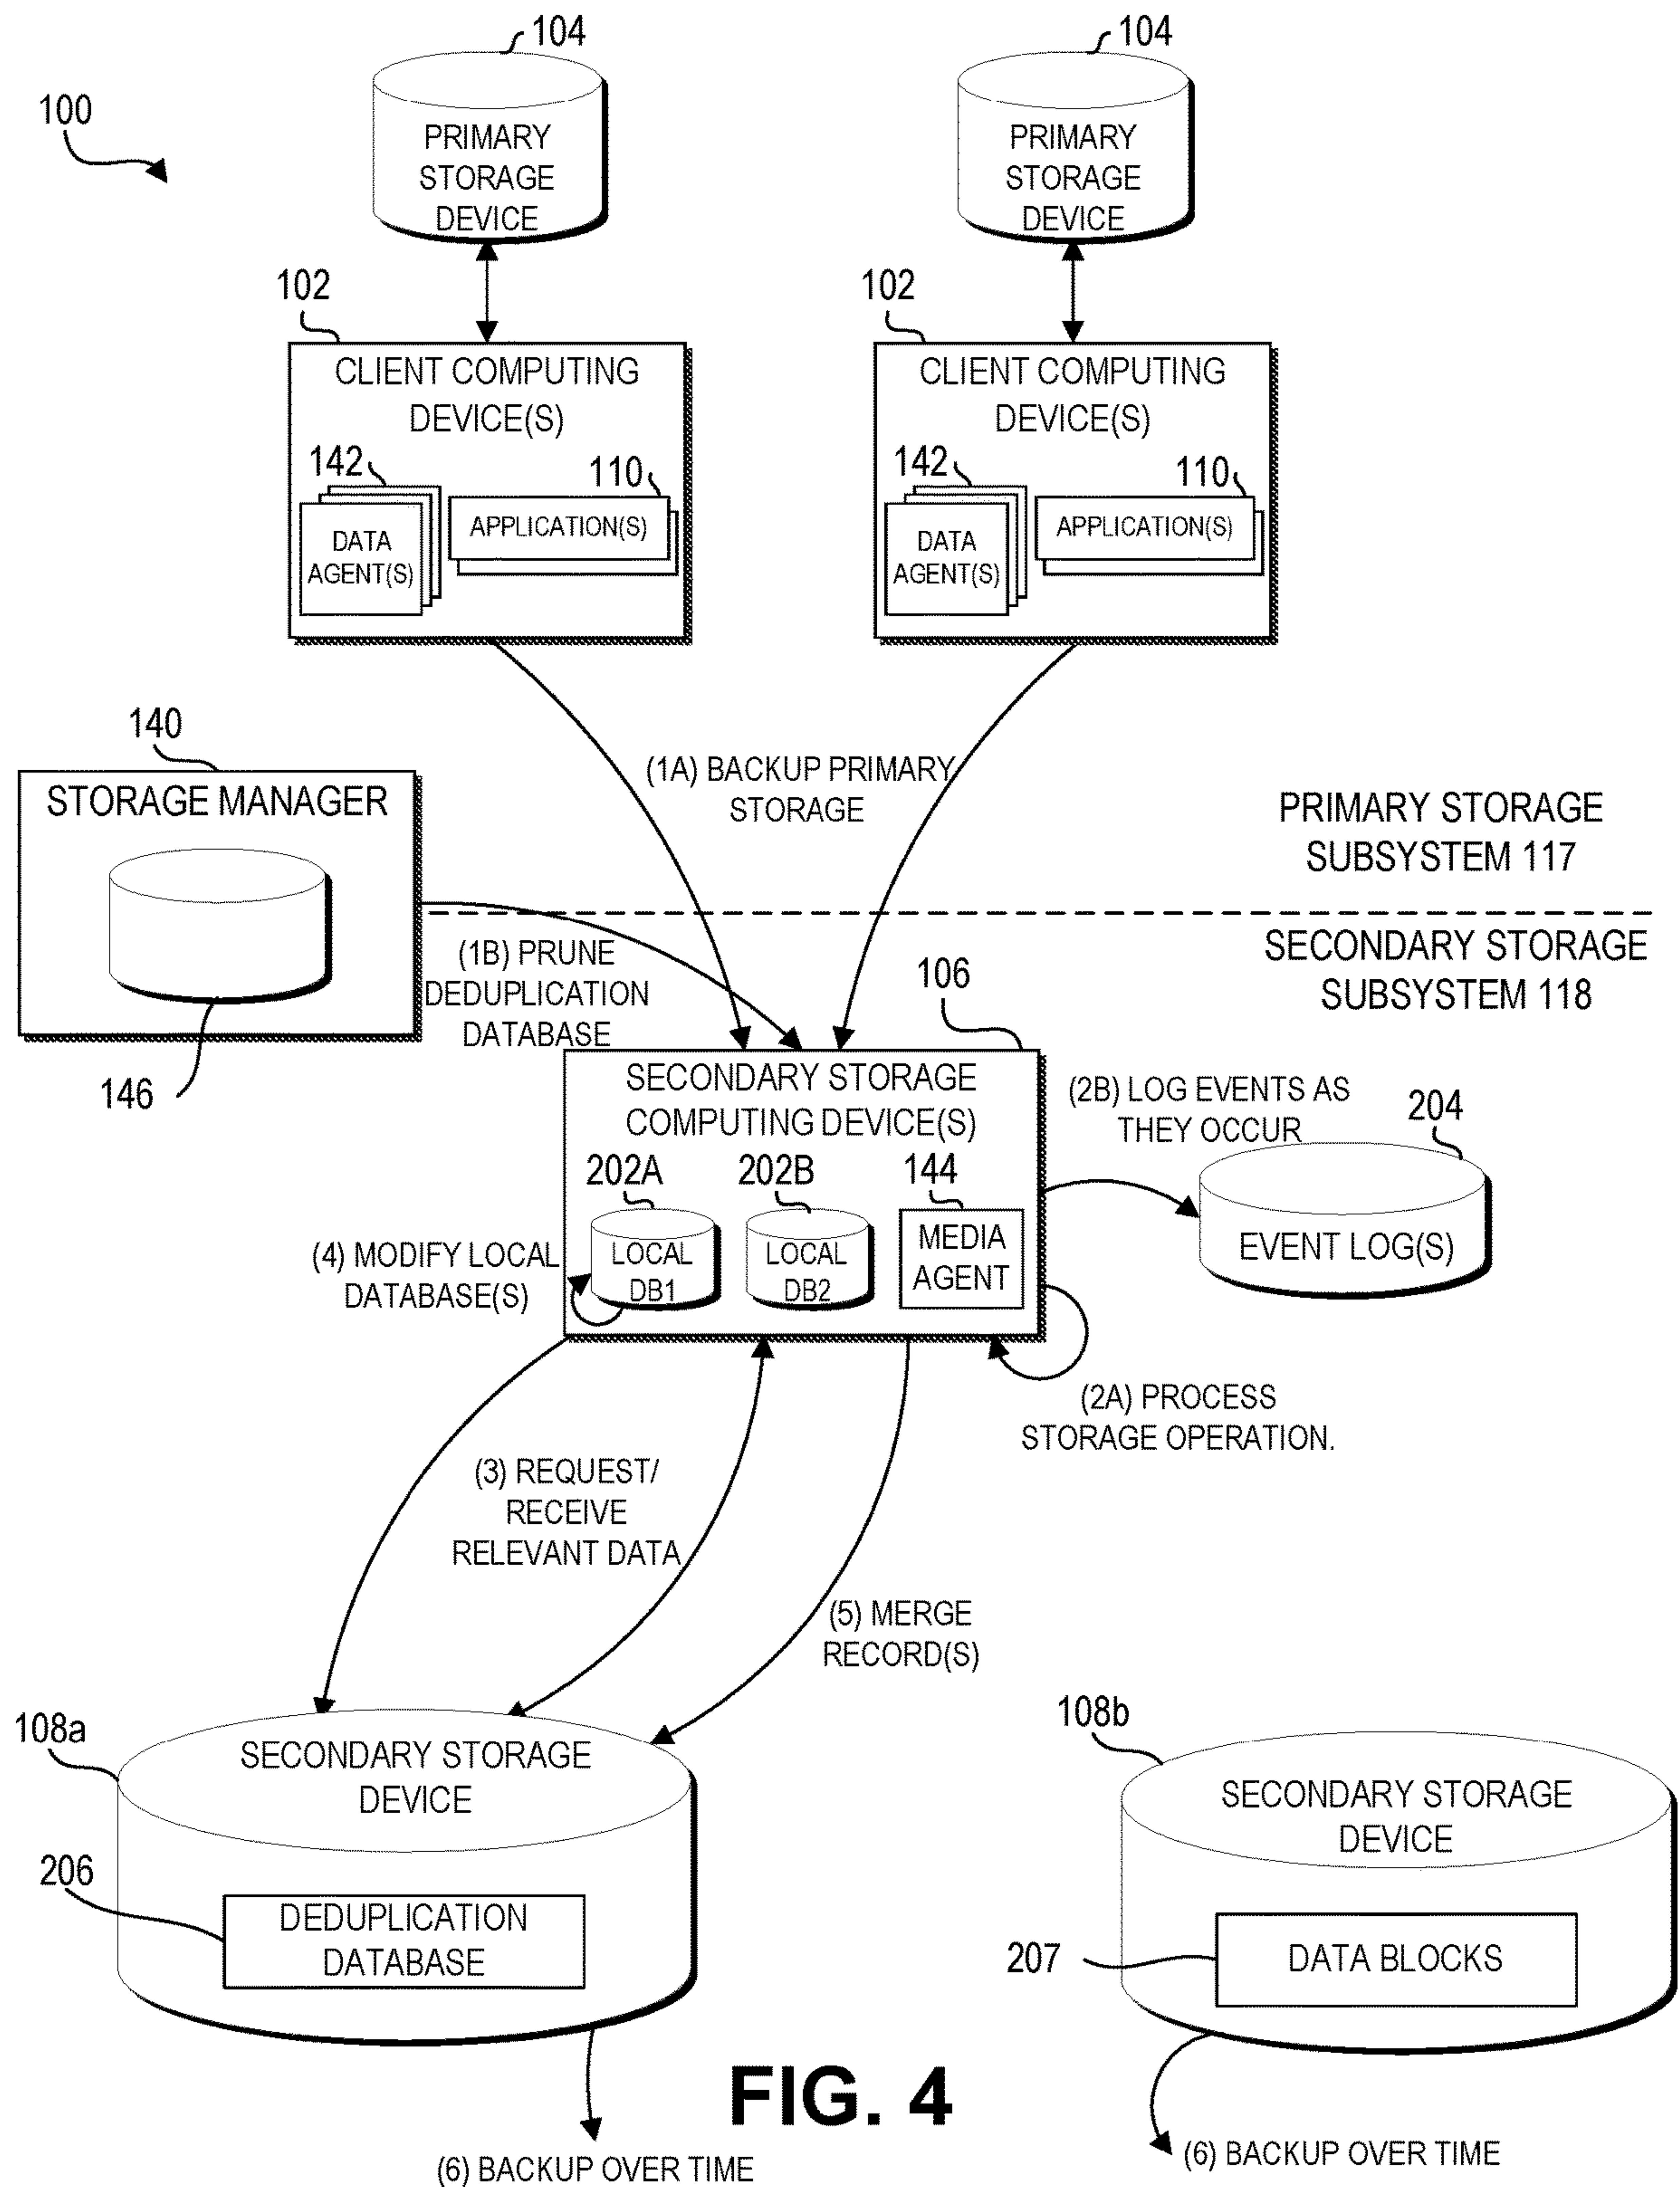 104
104
100
PRIMARY
STORAGE
DEVICE
PRIMARY
STORAGE
DEVICE
102
102
CLIENT COMPUTING
DEVICE(S)
142
110
DATA
AGENT(S)
APPLICATION(S)
CLIENT COMPUTING
DEVICE(S)
142
110
DATA
AGENT(S)
APPLICATION(S)
140
STORAGE MANAGER
146
(1A) BACKUP PRIMARY
STORAGE
PRIMARY STORAGE
SUBSYSTEM 117
SECONDARY STORAGE
SUBSYSTEM 118
(1B) PRUNE
DEDUPLICATION
DATABASE
106
SECONDARY STORAGE
COMPUTING DEVICE(S)
202A
202B
144
LOCAL
DB1
LOCAL
DB2
MEDIA
AGENT
(2B) LOG EVENTS AS
THEY OCCUR
204
EVENT LOG(S)
(4) MODIFY LOCAL
DATABASE(S)
(2A) PROCESS
STORAGE OPERATION.
(3) REQUEST/
RECEIVE
RELEVANT DATA
(5) MERGE
RECORD(S)
108a
SECONDARY STORAGE
DEVICE
206
DEDUPLICATION
DATABASE
108b
SECONDARY STORAGE
DEVICE
207
DATA BLOCKS
FIG. 4
(6) BACKUP OVER TIME
(6) BACKUP OVER TIME